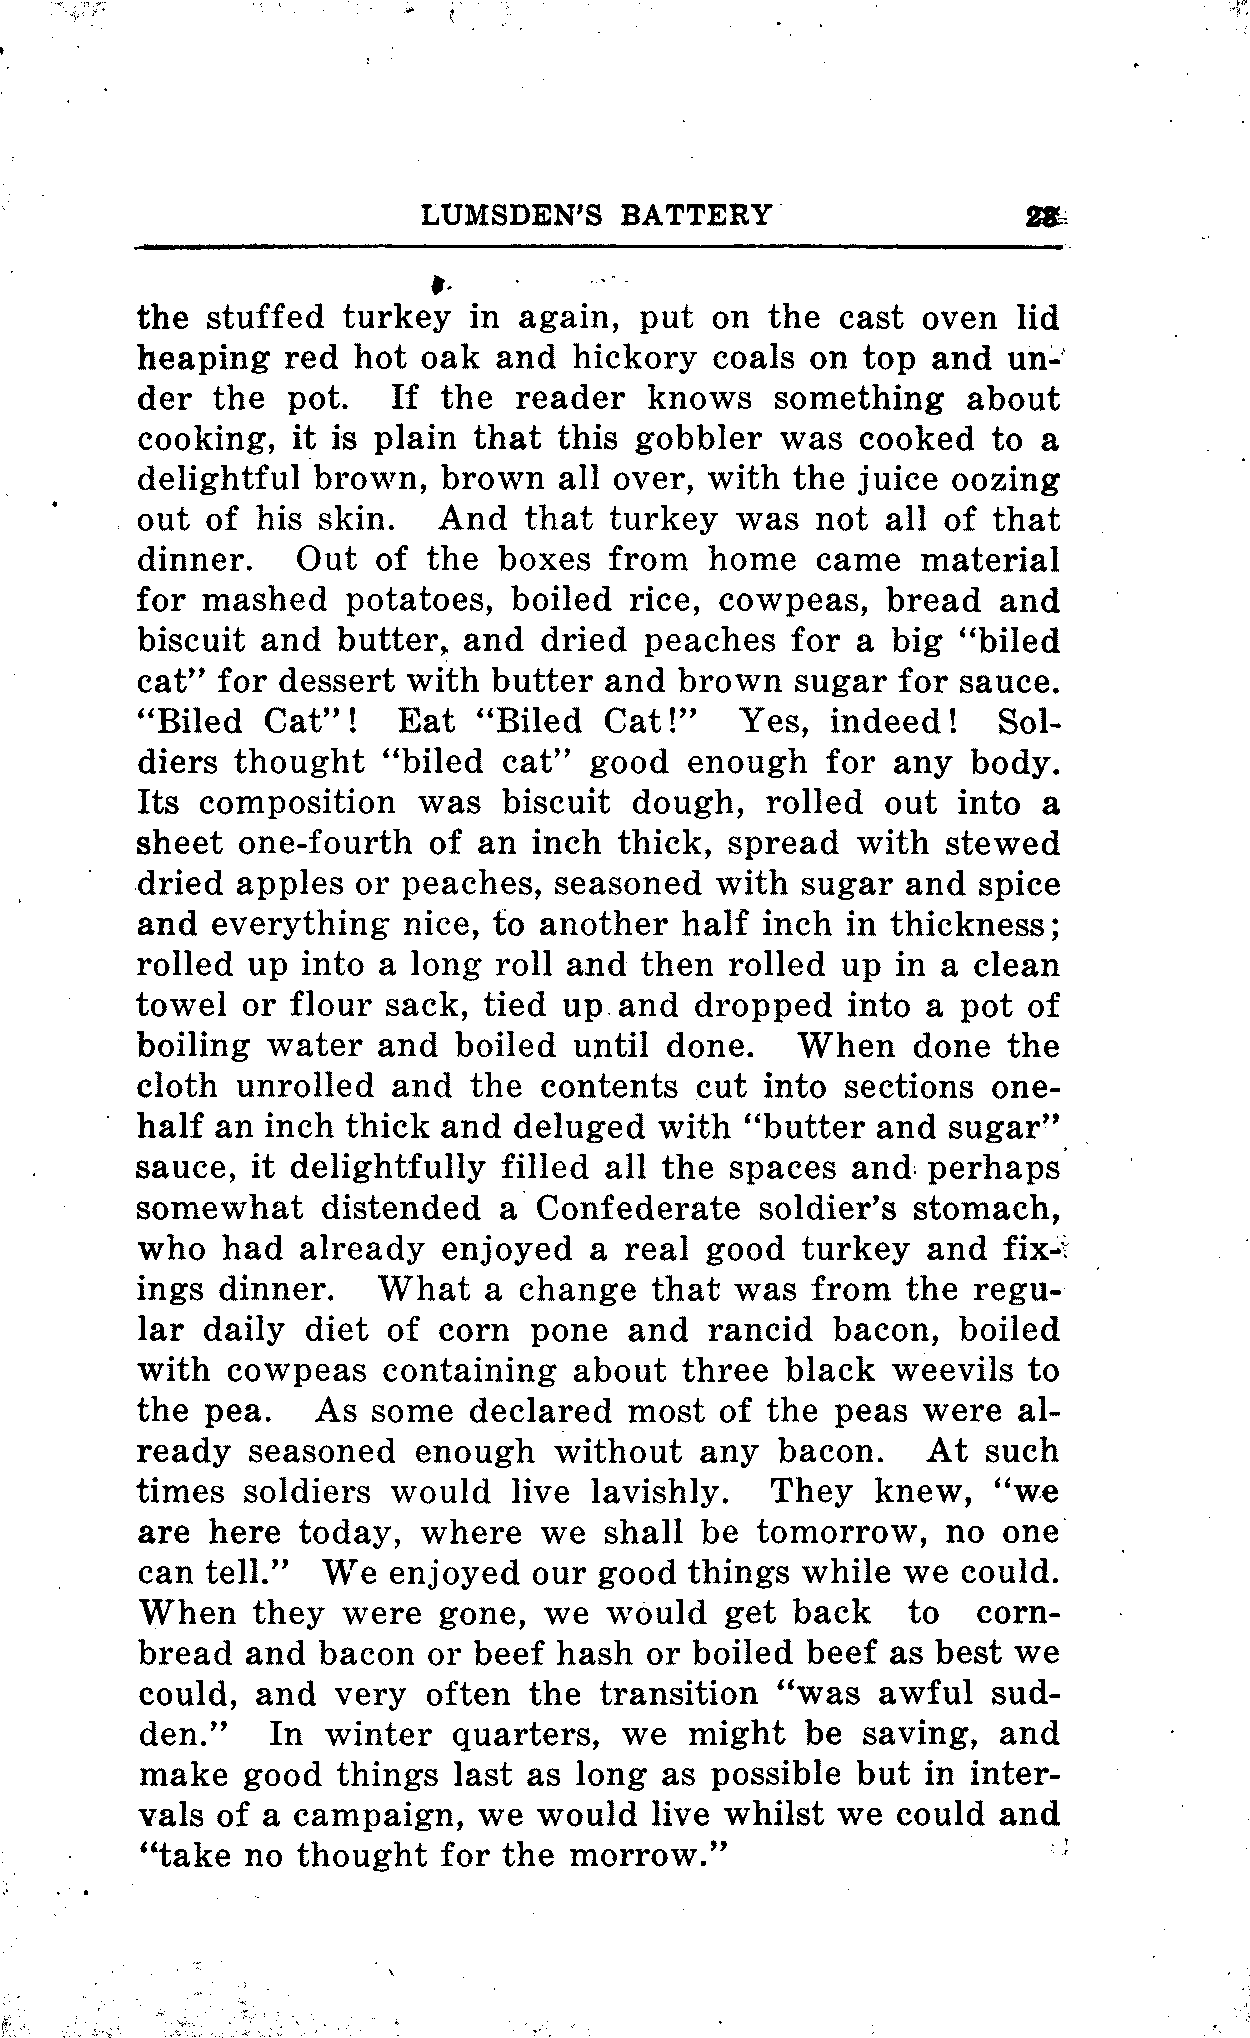 LUMSDEN'S BATTERY
the stuffed turkey in again, put on the cast oven lid
heaping red hot oak and hickory coals on top and un-
der the pot. If the reader knows something about
cooking, it is plain that this gobbler was cooked to a
delightful brown, brown all over, with the juice oozing
out of his skin. And that turkey was not all of that
dinner. Out of the boxes from home came material
for mashed potatoes, boiled rice, cowpeas, bread and
biscuit and butter, and dried peaches for a big “biled
cat” for dessert with butter and brown sugar for sauce.
“Biled Cat”! Eat “Biled Cat!” Yes, indeed! Sol-
diers thought “biled cat” good enough for any body.
Its composition was biscuit dough, rolled out into a
sheet one-fourth of an inch thick, spread with stewed
dried apples or peaches, seasoned with sugar and spice
and everything nice, to another half inch in thickness;
rolled up into a long roll and then rolled up in a clean
towel or flour sack, tied up and dropped into a pot of
boiling water and boiled until done. When done the
cloth unrolled and the contents cut into sections one-
half an inch thick and deluged with “butter and sugar”
sauce, it delightfully filled all the spaces and perhaps
somewhat distended a Confederate soldier's stomach,
who had already enjoyed a real good turkey and fix-
ings dinner. What a change that was from the regu-
lar daily diet of corn pone and rancid bacon, boiled
with cowpeas containing about three black weevils to
the pea. As some declared most of the peas were al-
ready seasoned enough without any bacon. At such
times soldiers would live lavishly. They knew, “we
are here today, where we shall be tomorrow, no one
can tell.” We enjoyed our good things while we could.
When they were gone, we would get back to corn-
bread and bacon or beef hash or boiled beef as best we
could, and very often the transition “was awful sud-
den.” In winter quarters, we might be saving, and
make good things last as long as possible but in inter-
vals of a campaign, we would live whilst we could and
“take no thought for the morrow.”